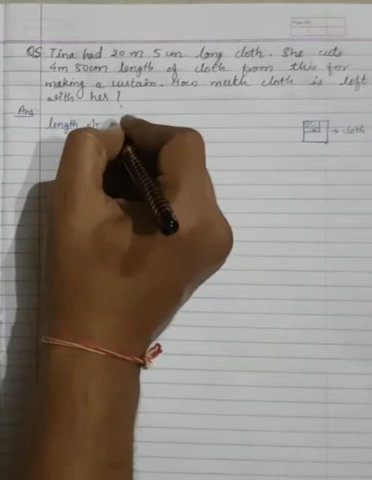 Q5 Tina had 20 m 5 cm long cloth. She cuts
4m 50cm length of cloth from this for
making a curtain. How much cloth is left
with her?
Ans:-
length
→ cloth